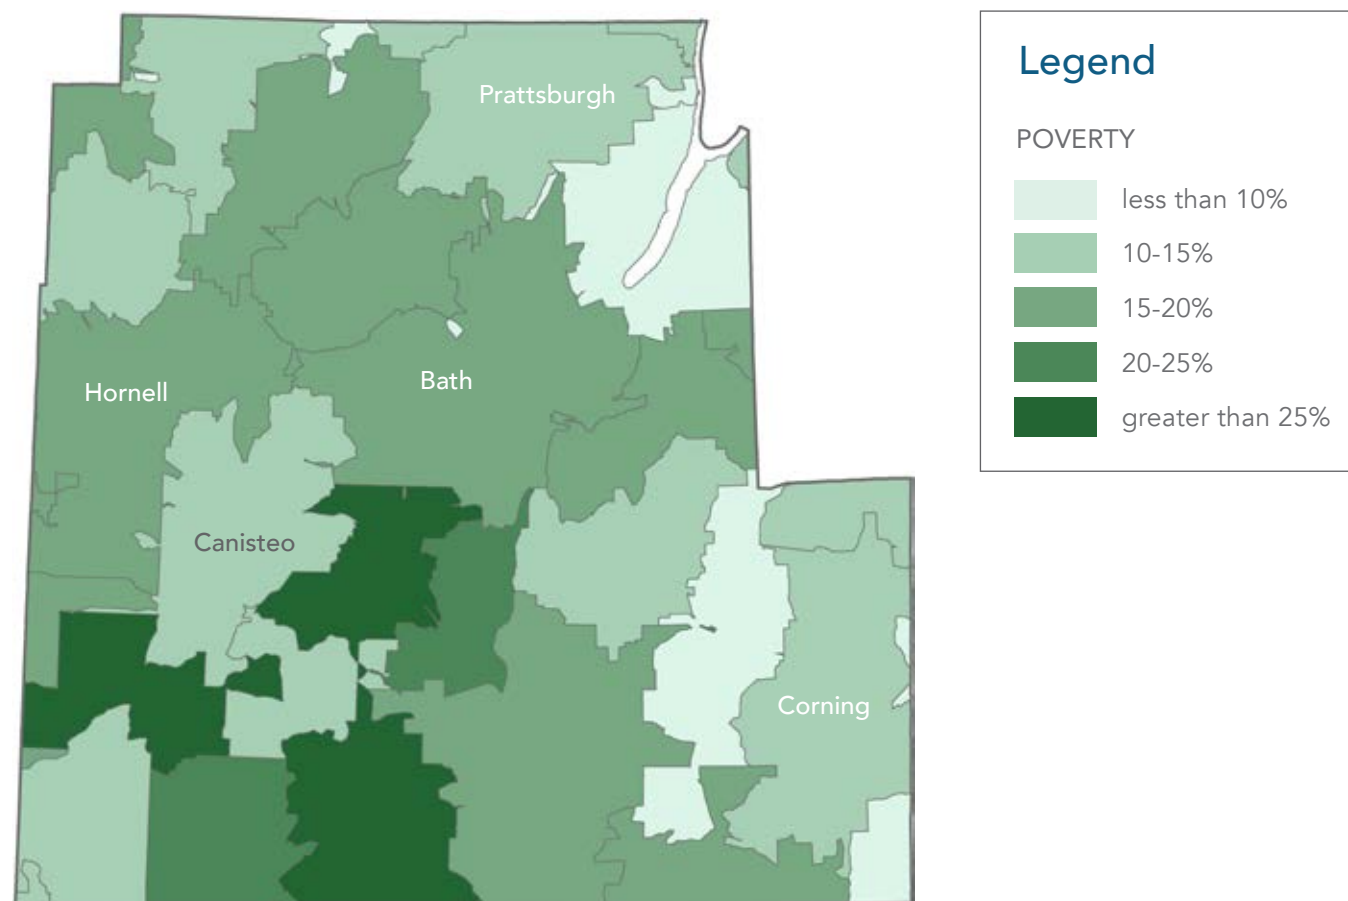 Legend
POVERTY
less than 10%
10-15%
15-20%
20-25%
greater than 25%
Prattsburgh
Hornell
Bath
Canisteo
Corning